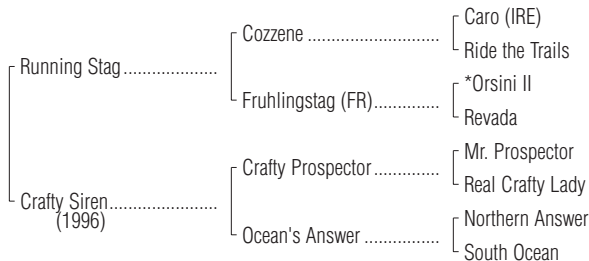 Caro (IRE)
Cozzene ............................
Ride the Trails
Running Stag....................
*Orsini II
Fruhlingstag (FR)..............
Revada
Mr. Prospector
Crafty Prospector..............
Real Crafty Lady
Crafty Siren.......................
(1996)
Northern Answer
Ocean's Answer ................
South Ocean